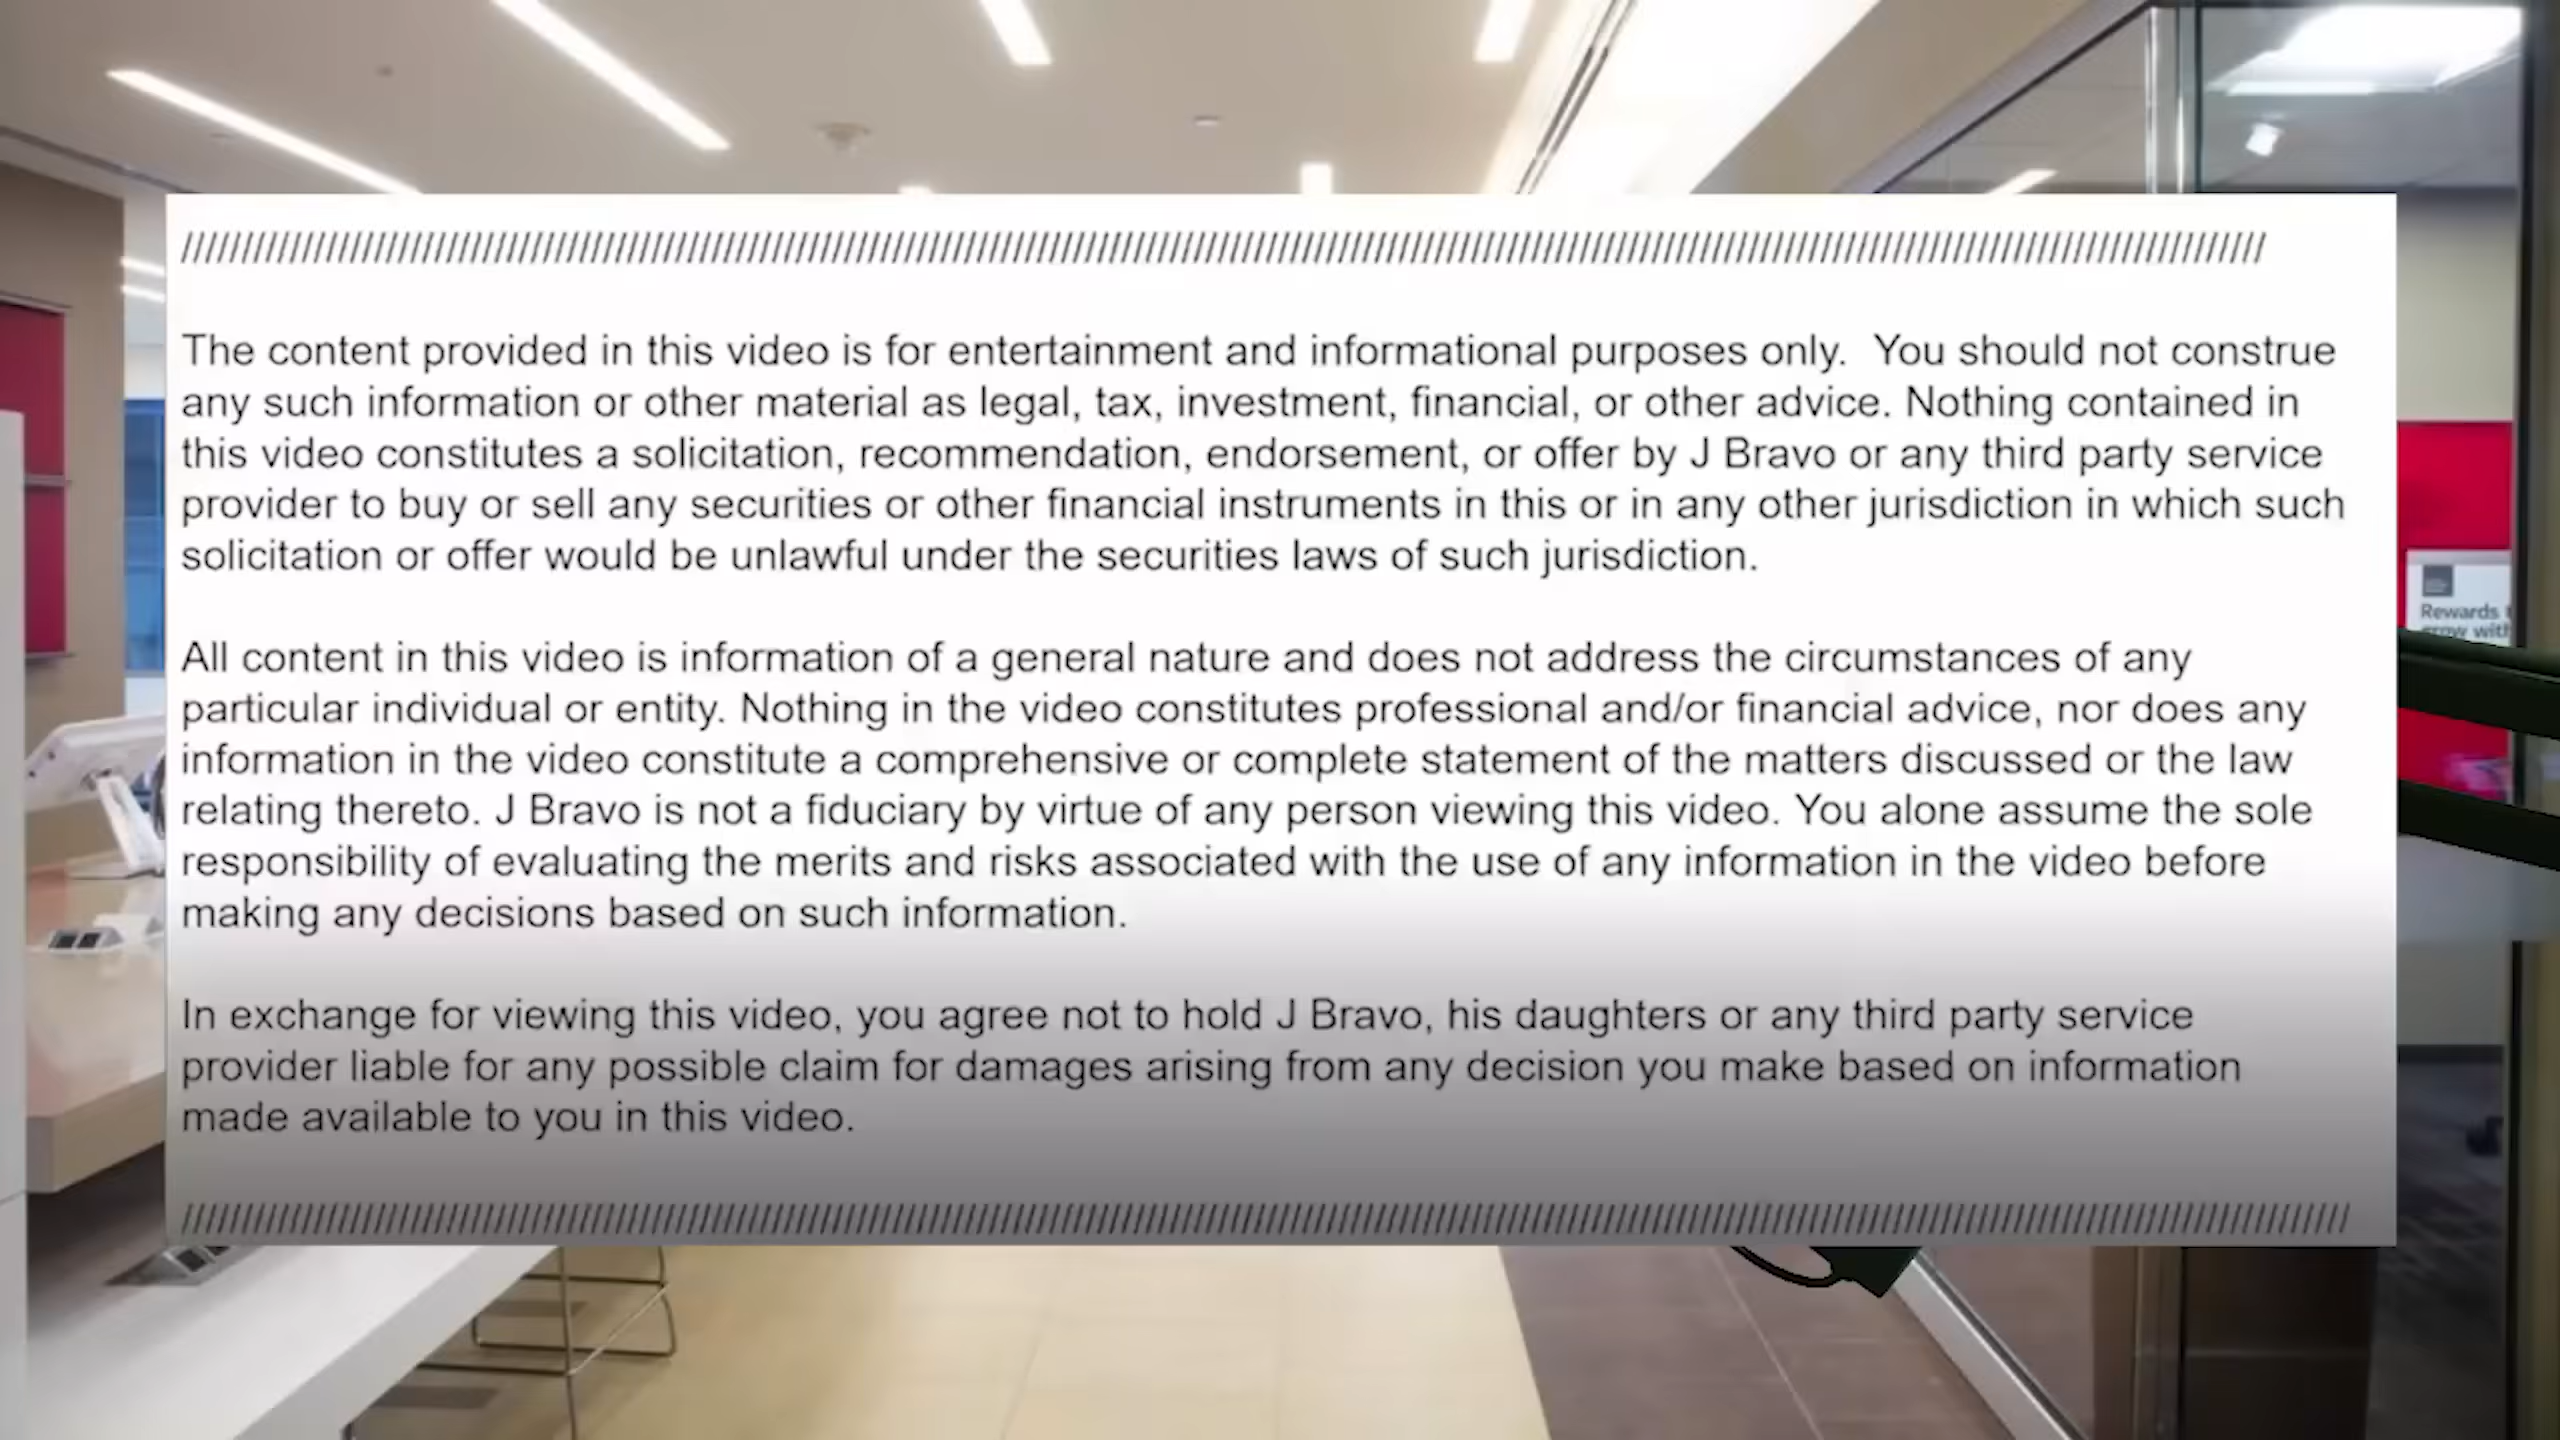 ////////////////////////////////////////////////////////////////////////////////////////////////////////////////////////////////////////////////////////////////////////////////
The content provided in this video is for entertainment and informational purposes only.  You should not construe
any such information or other material as legal, tax, investment, financial, or other advice. Nothing contained in
this video constitutes a solicitation, recommendation, endorsement, or offer by J Bravo or any third party service
provider to buy or sell any securities or other financial instruments in this or in any other jurisdiction in which such
solicitation or offer would be unlawful under the securities laws of such jurisdiction.
All content in this video is information of a general nature and does not address the circumstances of any
particular individual or entity. Nothing in the video constitutes professional and/or financial advice, nor does any
information in the video constitute a comprehensive or complete statement of the matters discussed or the law
relating thereto. J Bravo is not a fiduciary by virtue of any person viewing this video. You alone assume the sole
responsibility of evaluating the merits and risks associated with the use of any information in the video before
making any decisions based on such information.
In exchange for viewing this video, you agree not to hold J Bravo, his daughters or any third party service
provider liable for any possible claim for damages arising from any decision you make based on information
made available to you in this video.
////////////////////////////////////////////////////////////////////////////////////////////////////////////////////////////////////////////////////////////////////////////////////////
Rewards
grow with